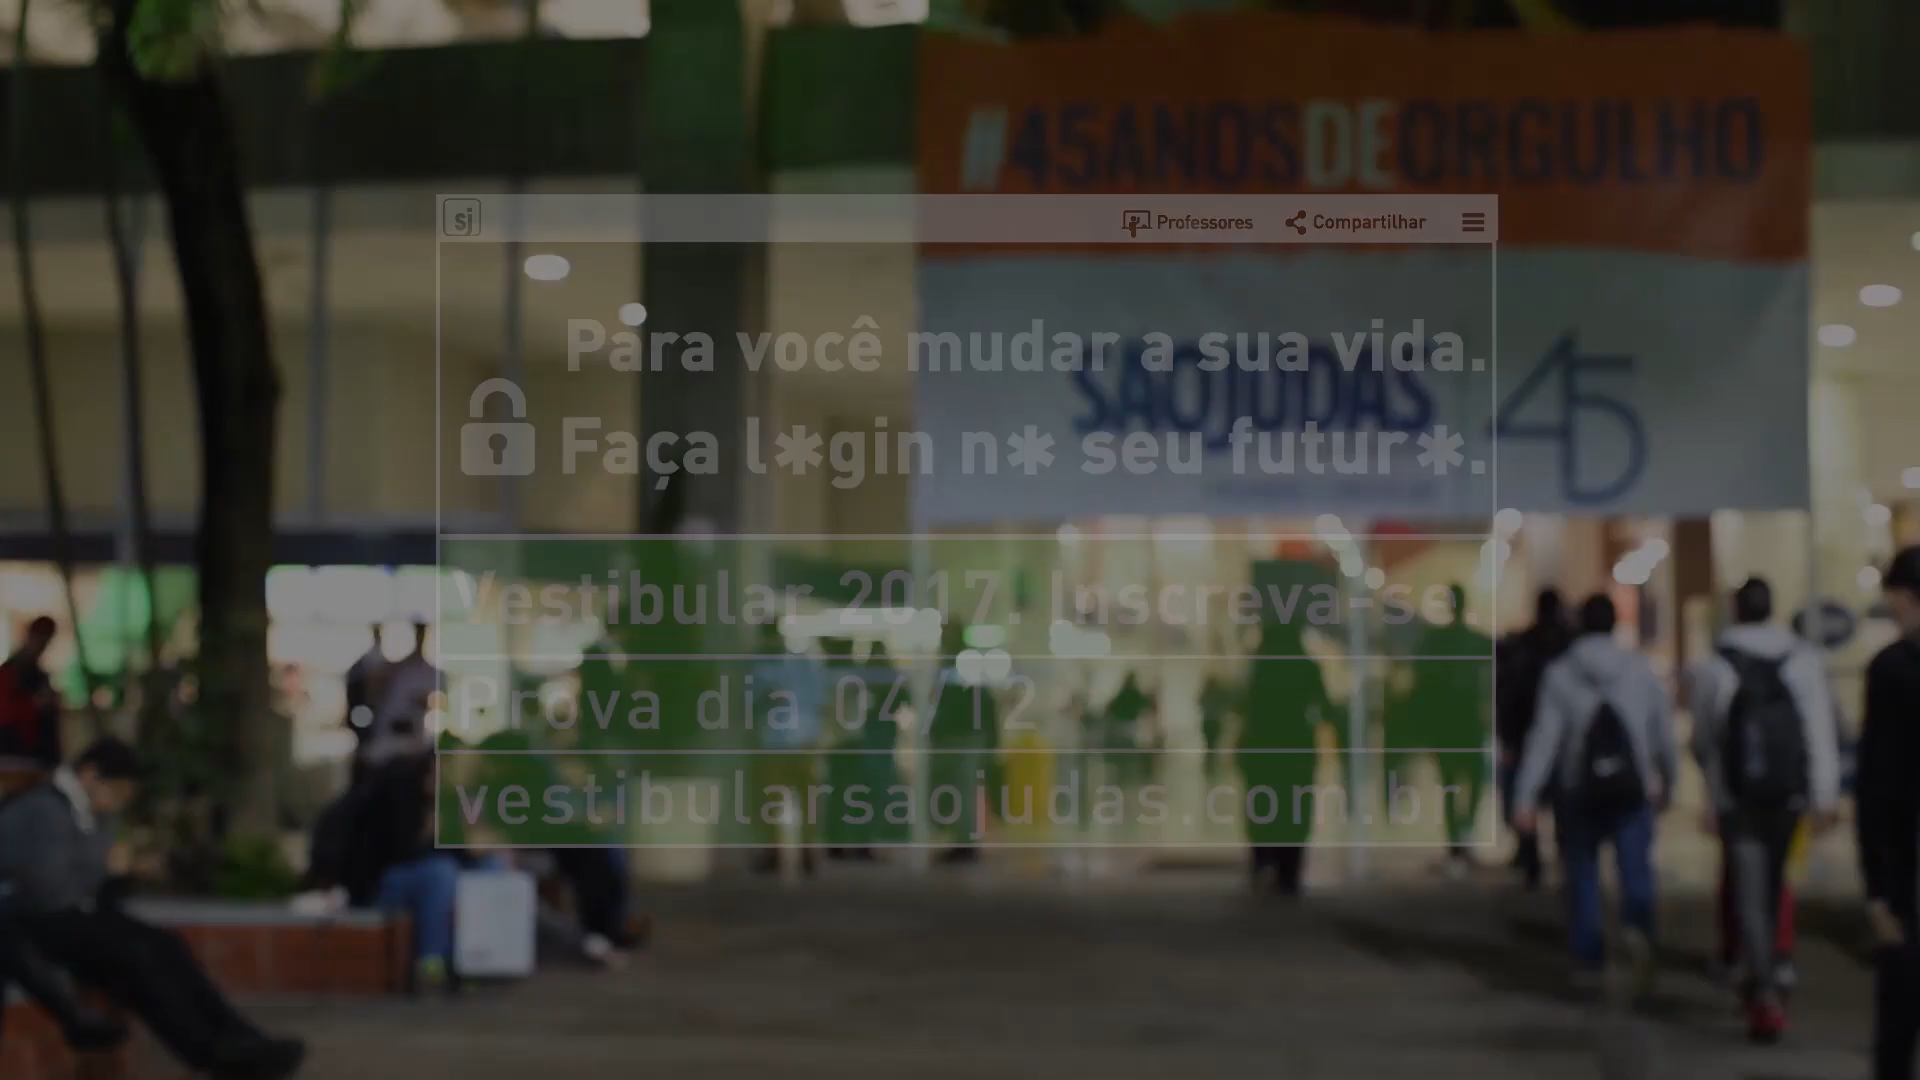 #45ANOSDEORGULHO
sj Professores Compartilhar
Para você mudar a sua vida.
SÃOJUDAS 45
Faça l*gin n* seu futur*.
Vestibular 2017. Inscreva-se.
Prova dia 04/12
vestibularsaojudas.com.br